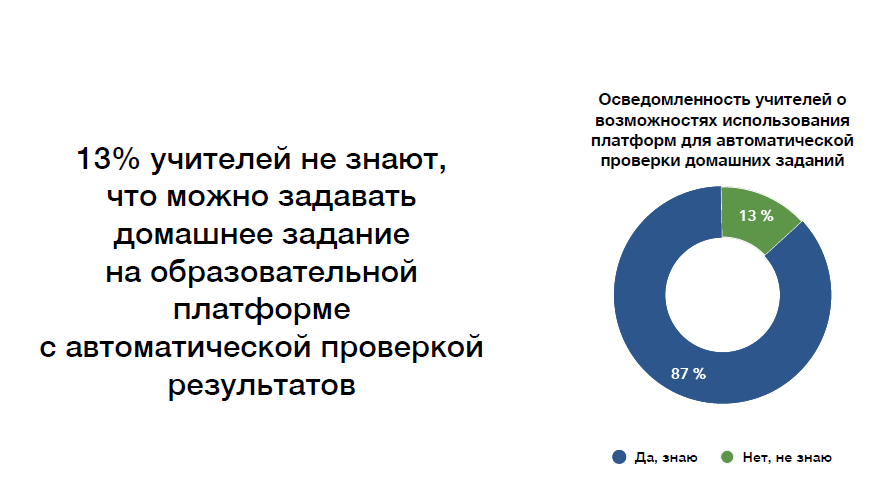 13% учителей не знают,
что можно задавать
домашнее задание
на образовательной
платформе
с автоматической проверкой
результатов
Осведомленность учителей о
возможностях использования
платформ для автоматической
проверки домашних заданий
13 %
87 %
Да, знаю
Нет, не знаю